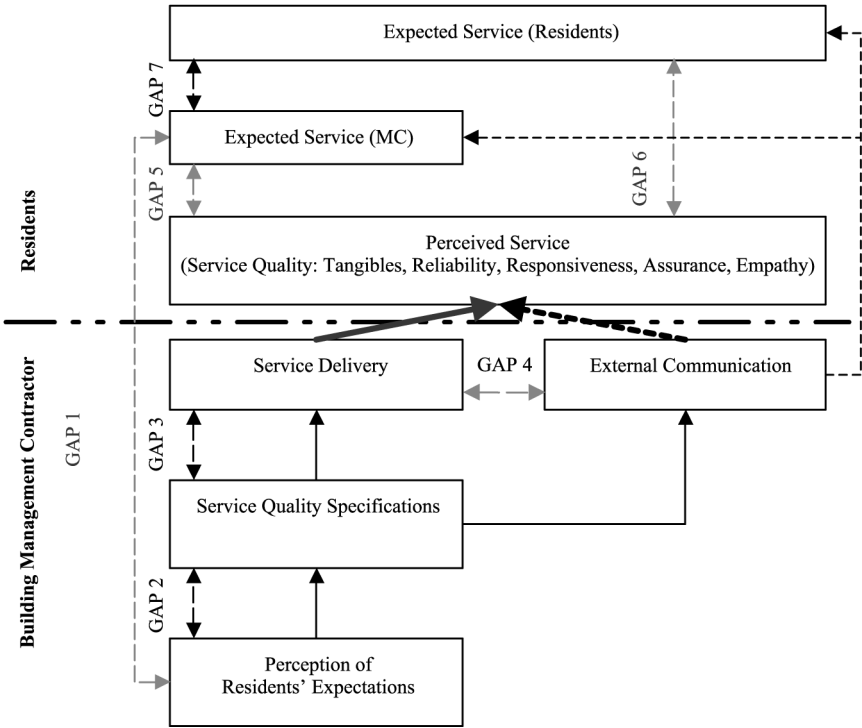 Expected Service (Residents)
GAP 7
Expected Service (MC)
GAP 5
GAP 6
Residents
Perceived Service
(Service Quality: Tangibles, Reliability, Responsiveness, Assurance, Empathy)
Service Delivery
GAP 4
External Communication
GAP 1
GAP 3
Building Management Contractor
Service Quality Specifications
GAP 2
Perception of
Residents’ Expectations